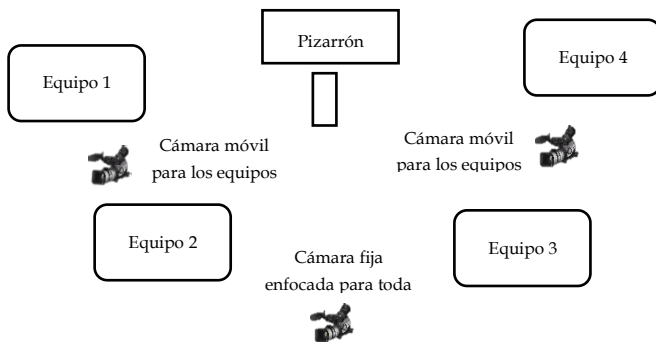 Pizarrón
Equipo 4
Equipo 1
Cámara móvil
para los equipos
Cámara móvil
para los equipos
Equipo 2
Equipo 3
Cámara fija
enfocada para toda